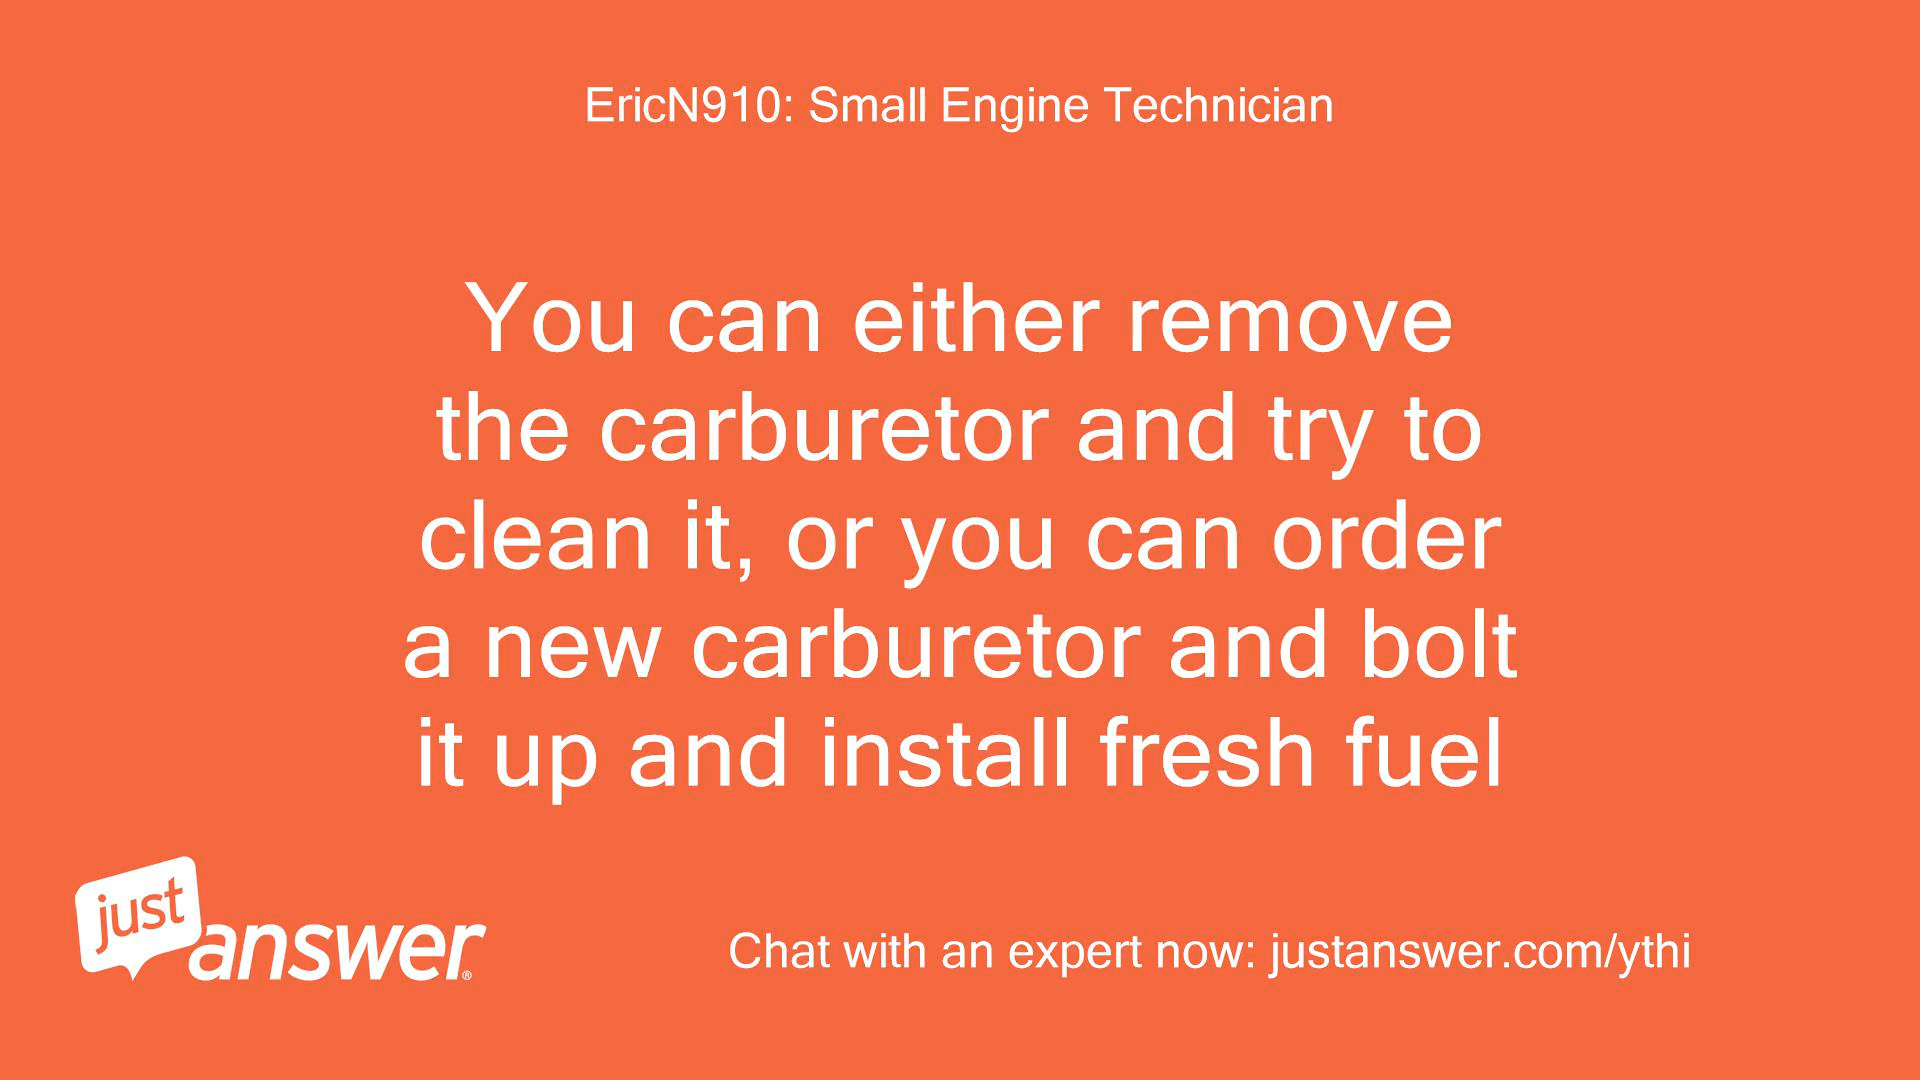 EricN910: Small Engine Technician
You can either remove
the carburetor and try to
clean it, or you can order
a new carburetor and bolt
it up and install fresh fuel
just
answer®
Chat with an expert now: justanswer.com/ythi